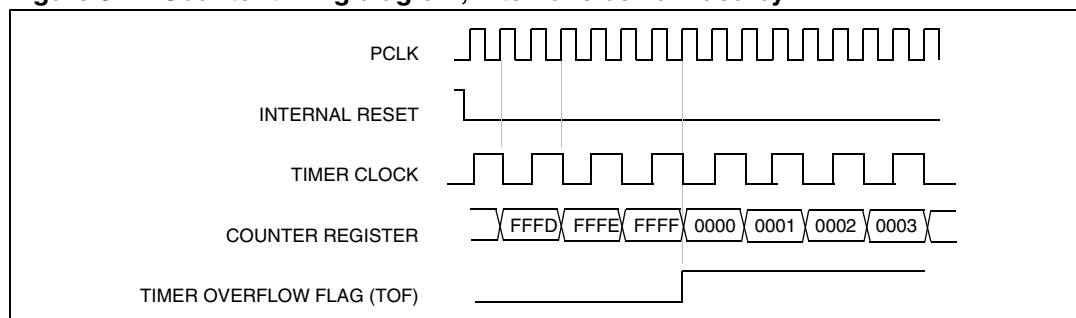 PCLK
INTERNAL RESET
TIMER CLOCK
COUNTER REGISTER FFFD FFFE FFFF 0000 0001 0002 0003
TIMER OVERFLOW FLAG (TOF)